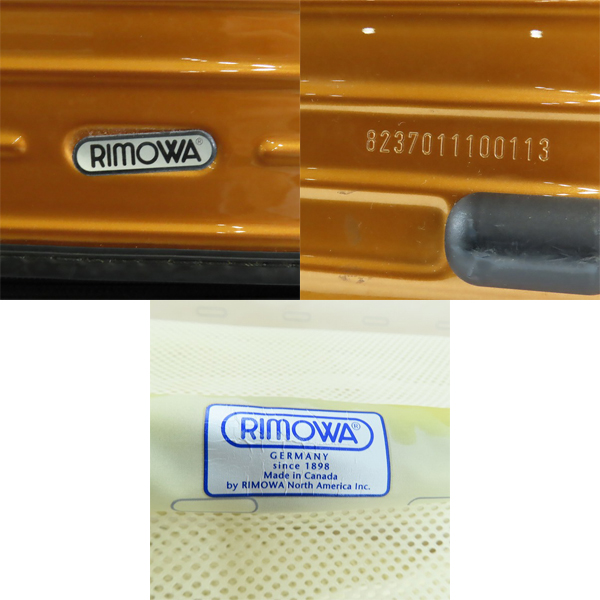 RIMOWA®
8237011100113
RIMOWA®
GERMANY
since 1898
Made in Canada
by RIMOWA North America Inc.